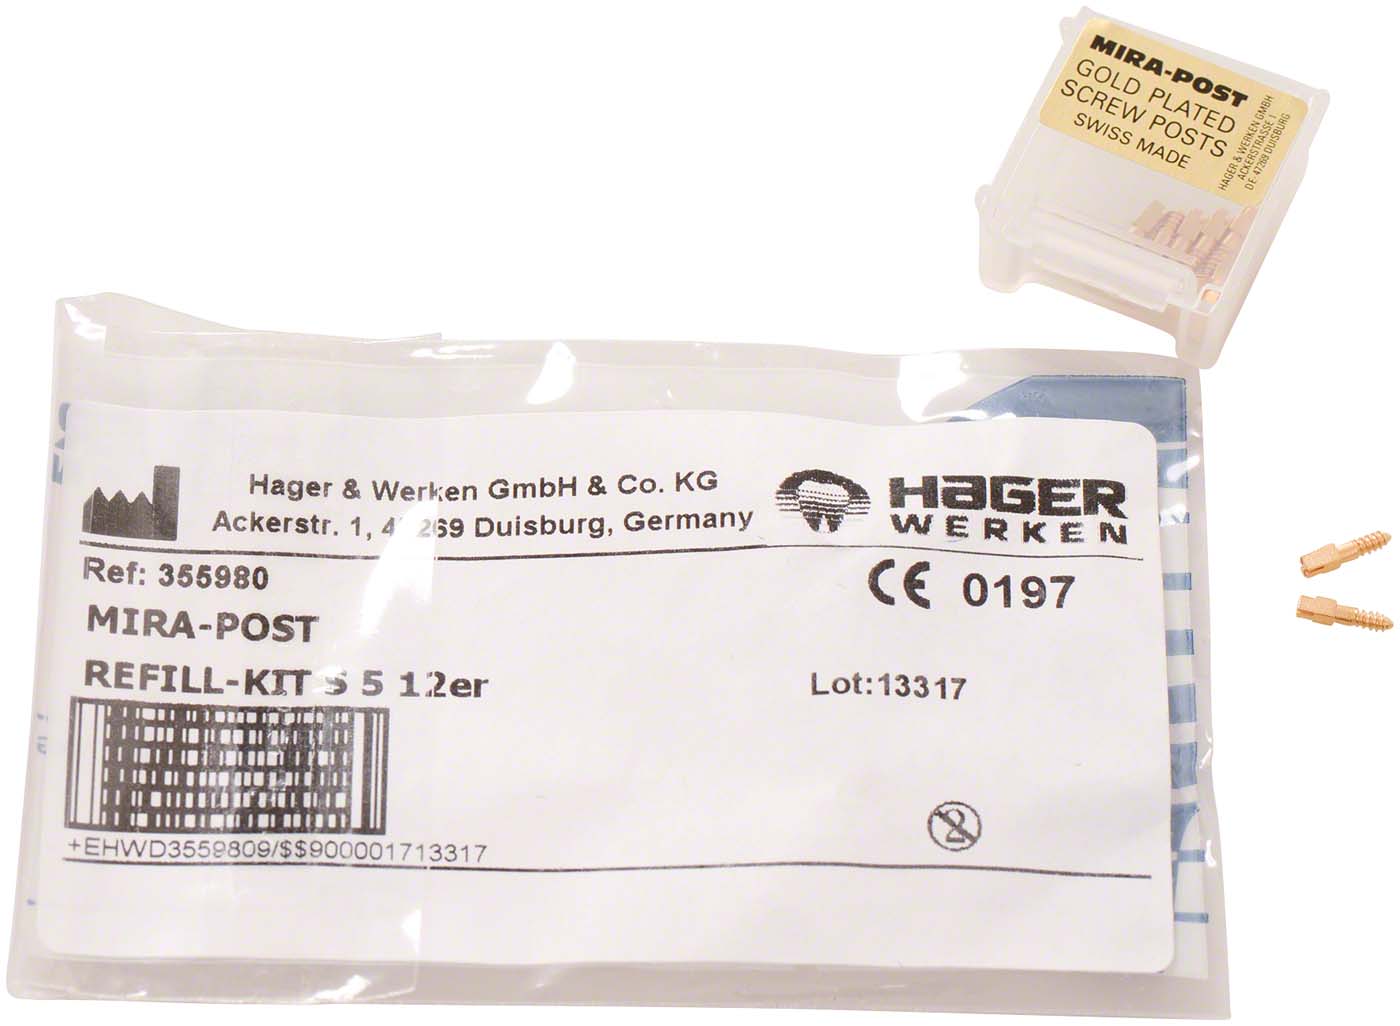 MIRA-POST
GOLD PLATED
SCREW POSTS
SWISS MADE
HAGER & WERKEN GMBH
ACKERSTRASSE 1
D E-47269 DUISBURG
Hager & Werken GmbH & Co. KG
Ackerstr. 1, 47269 Duisburg, Germany
HAGER
WERKEN
Ref: 355980
CE 0197
MIRA-POST
REFILL-KIT S 5 12er
Lot:13317
2
+EHWD3559809/$$900001713317